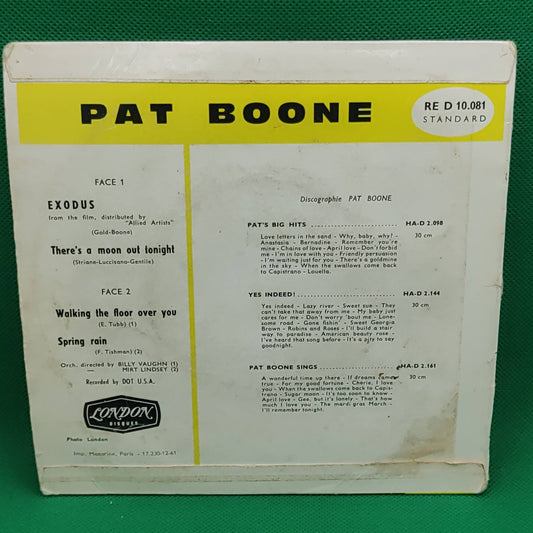 PAT BOONE
RE D 10.081
STANDARD
FACE 1
EXODUS
from the film, distributed by
"Allied Artists"
(Gold-Boone)
There's a moon out tonight
(Striane-Luccisano-Gentile)
FACE 2
Walking the floor over you
(E. Tubb) (1)
Spring rain
(F. Tishman) (2)
Orch. directed by BILLY VAUGHN (1)
— MIRT LINDSEY (2)
Recorded by DOT U.S.A.
LONDON
DISQUES
Photo London
Imp. Mazarine, Paris - 17.230-12-61
Discographie PAT BOONE
PAT'S BIG HITS ........................ HA-D 2.098
30 cm
Love letters in the sand - Why, baby, why? -
Anastasia - Bernadine - Remember you're
mine - Chains of love - April love - Don't forbid
me - I'm in love with you - Friendly persuasion
- I'm waiting just for you - There's a goldmine
in the sky - When the swallows come back to
Capistrano - Louella.
YES INDEED! ........................ HA-D 2.144
30 cm
Yes indeed - Lazy river - Sweet sue - They
can't take that away from me - My baby just
cares for me - Don't worry 'bout me - Lone-
some road - Gone fishin' - Sweet Georgia
Brown - Robins and Roses - I'll build a stair-
way to paradise - American beauty rose -
I've heard that song before - It's a pity to say
goodnight.
PAT BOONE SINGS ........................ HA-D 2.161
30 cm
A wonderful time up there - If dreams came
true - For my good fortune - Cherie, I love
you - When the swallows come back to Capis-
trano - Sugar moon - It's too soon to know -
April love - Gee, but it's lonely - That's how
much I love you - The mardi gras March -
I'll remember tonight.